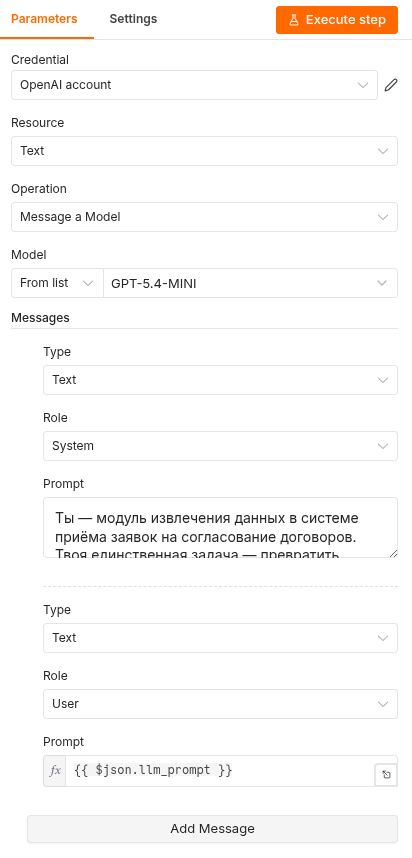 Parameters
Settings
Execute step
Credential
OpenAI account
Resource
Text
Operation
Message a Model
Model
From list
GPT-5.4-MINI
Messages
Type
Text
Role
System
Prompt
Ты — модуль извлечения данных в системе
приёма заявок на согласование договоров.
Твоя единственная задача — превратить
Type
Text
Role
User
Prompt
fx {{ $json.llm_prompt }}
Add Message